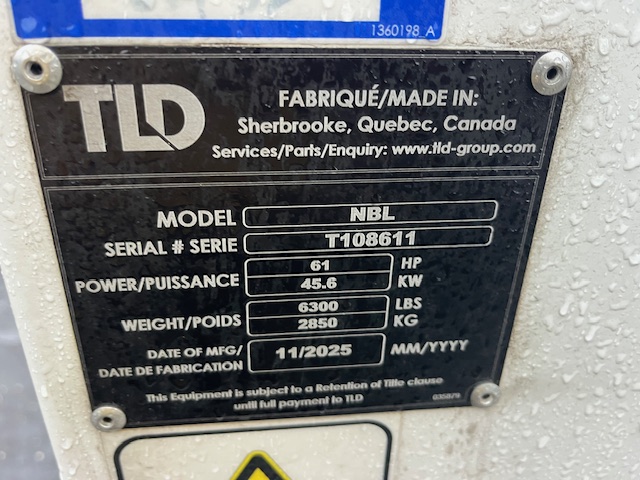 1360198_A
TLD
FABRIQUÉ/MADE IN:
Sherbrooke, Quebec, Canada
Services/Parts/Enquiry: www.tld-group.com
MODEL NBL
SERIAL # SERIE T108611
POWER/PUISSANCE 61 HP
45.6 KW
WEIGHT/POIDS 6300 LBS
2850 KG
DATE OF MFG/ 11/2025 MM/YYYY
DATE DE FABRICATION
This Equipment is subject to a Retention of Title clause
until full payment to TLD